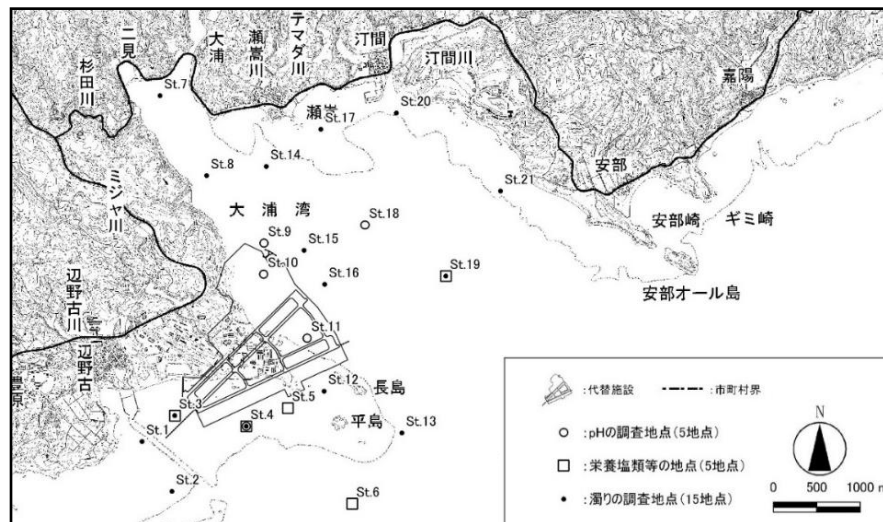 二見
杉田川
大浦
瀬嵩川
テマダ川
汀間
汀間川
嘉陽
安部
安部崎
ギミ崎
安部オール島
瀬嵩
ミジャ川
大浦湾
辺野古川
辺野古
豊原
長島
平島
St.7
St.17
St.20
St.8
St.14
St.21
St.18
St.9
St.15
St.10
St.19
St.16
St.11
St.12
St.5
St.3
St.4
St.13
St.1
St.2
St.6
:代替施設
:市町村界
:pHの調査地点(5地点)
:栄養塩類等の地点(5地点)
:濁りの調査地点(15地点)
N
0 500 1000 m